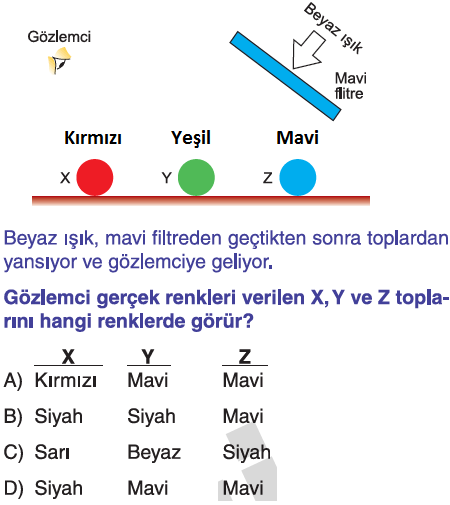 Gözlemci
Beyaz ışık
Mavi
filtre
Kırmızı Yeşil Mavi
X Y Z
Beyaz ışık, mavi filtreden geçtikten sonra toplardan
yansıyor ve gözlemciye geliyor.
Gözlemci gerçek renkleri verilen X, Y ve Z topla-
rını hangi renklerde görür?
X Y Z
A) Kırmızı Mavi Mavi
B) Siyah Siyah Mavi
C) Sarı Beyaz Siyah
D) Siyah Mavi Mavi